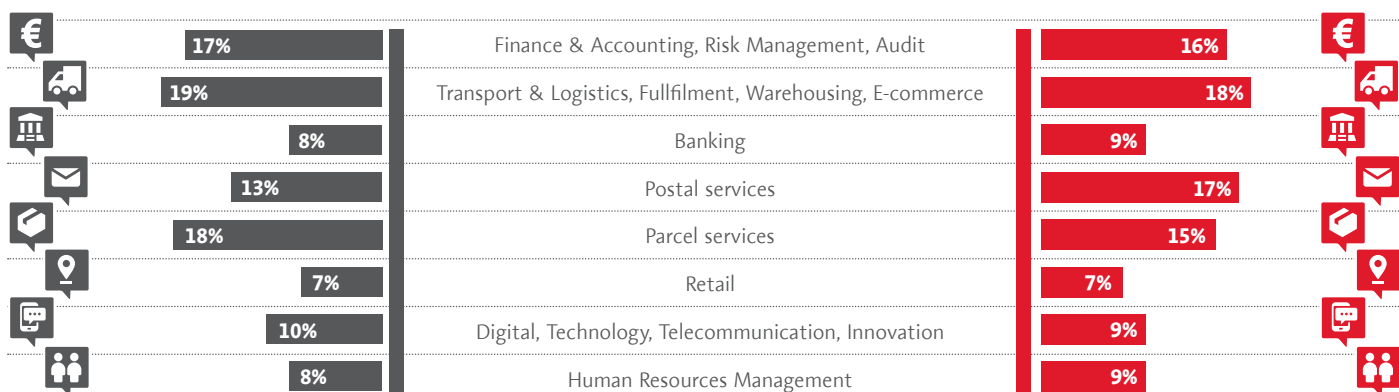 € 17% Finance & Accounting, Risk Management, Audit 16% €
19% Transport & Logistics, Fullfilment, Warehousing, E-commerce 18%
8% Banking 9%
13% Postal services 17%
18% Parcel services 15%
7% Retail 7%
10% Digital, Technology, Telecommunication, Innovation 9%
8% Human Resources Management 9%